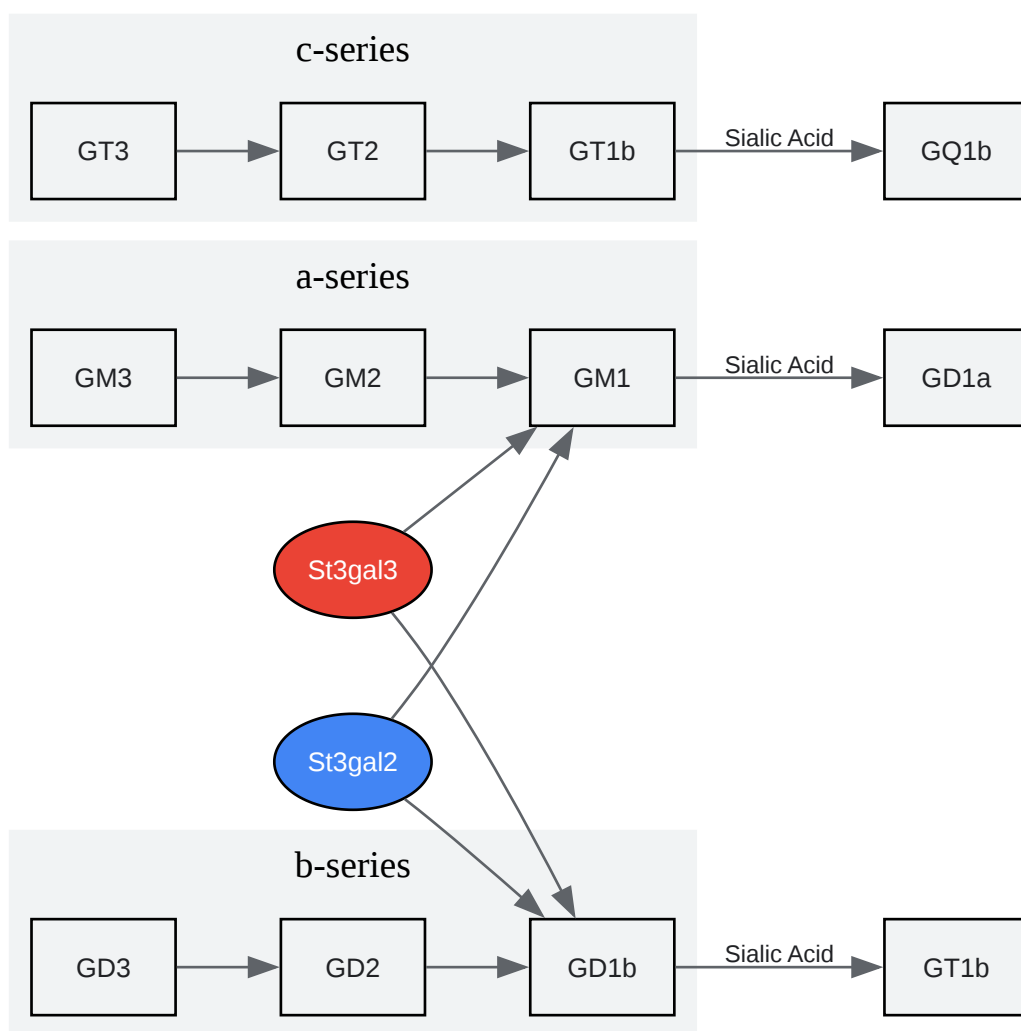 c-series
GT3
GT2
GT1b
Sialic Acid
GQ1b
a-series
GM3
GM2
GM1
Sialic Acid
GD1a
St3gal3
St3gal2
b-series
GD3
GD2
GD1b
Sialic Acid
GT1b